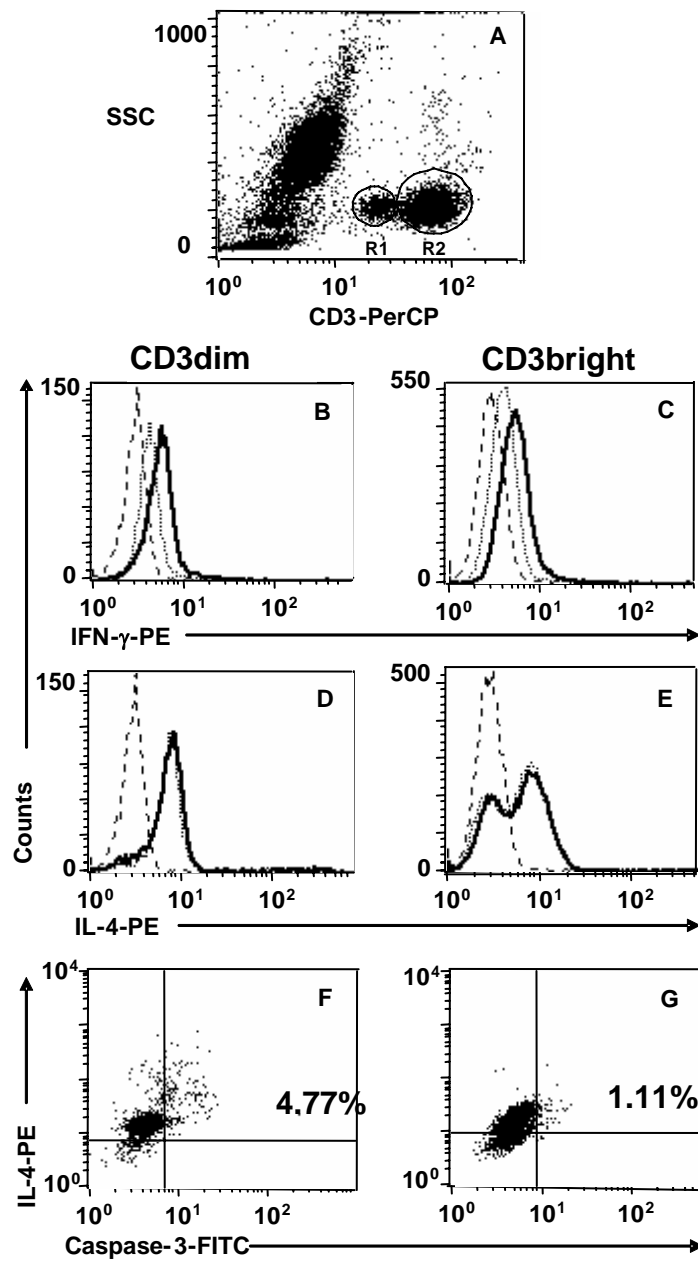 1000
A
SSC
0
R1 R2
10⁰ 10¹ 10²
CD3-PerCP
CD3dim CD3bright
150 B
550 C
0
0
10⁰ 10¹ 10²
10⁰ 10¹ 10²
IFN-γ-PE
150 D
500 E
Counts
0
0
10⁰ 10¹ 10²
10⁰ 10¹ 10²
IL-4-PE
10⁴ F
10⁴ G
4,77%
1.11%
IL-4-PE
10⁰
10⁰
10⁰ 10¹ 10²
10⁰ 10¹ 10²
Caspase-3-FITC